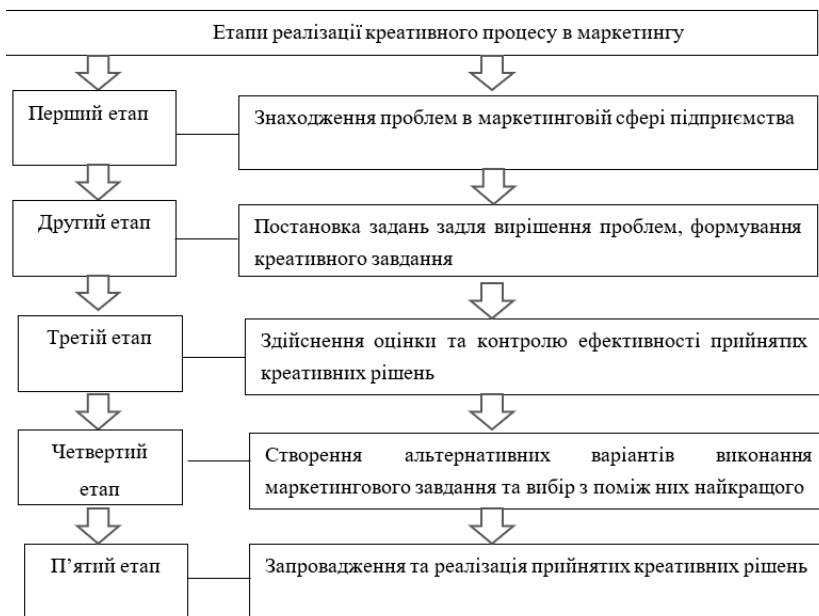 Етапи реалізації креативного процесу в маркетингу
Перший етап
Знаходження проблем в маркетинговій сфері підприємства
Другий етап
Постановка задань задля вирішення проблем, формування
креативного завдання
Третій етап
Здійснення оцінки та контролю ефективності прийнятих
креативних рішень
Четвертий
етап
Створення альтернативних варіантів виконання
маркетингового завдання та вибір з поміж них найкращого
П’ятий етап
Запровадження та реалізація прийнятих креативних рішень